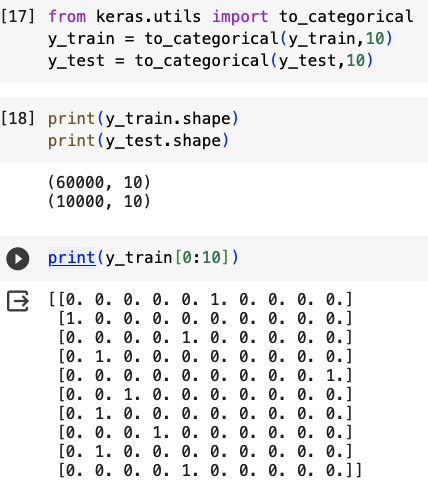 [17] from keras.utils import to_categorical
y_train = to_categorical(y_train,10)
y_test = to_categorical(y_test,10)
[18] print(y_train.shape)
print(y_test.shape)
(60000, 10)
(10000, 10)
print(y_train[0:10])
[[0. 0. 0. 0. 0. 1. 0. 0. 0. 0.]
[1. 0. 0. 0. 0. 0. 0. 0. 0. 0.]
[0. 0. 0. 0. 1. 0. 0. 0. 0. 0.]
[0. 1. 0. 0. 0. 0. 0. 0. 0. 0.]
[0. 0. 0. 0. 0. 0. 0. 0. 0. 1.]
[0. 0. 1. 0. 0. 0. 0. 0. 0. 0.]
[0. 1. 0. 0. 0. 0. 0. 0. 0. 0.]
[0. 0. 0. 1. 0. 0. 0. 0. 0. 0.]
[0. 1. 0. 0. 0. 0. 0. 0. 0. 0.]
[0. 0. 0. 0. 1. 0. 0. 0. 0. 0.]]